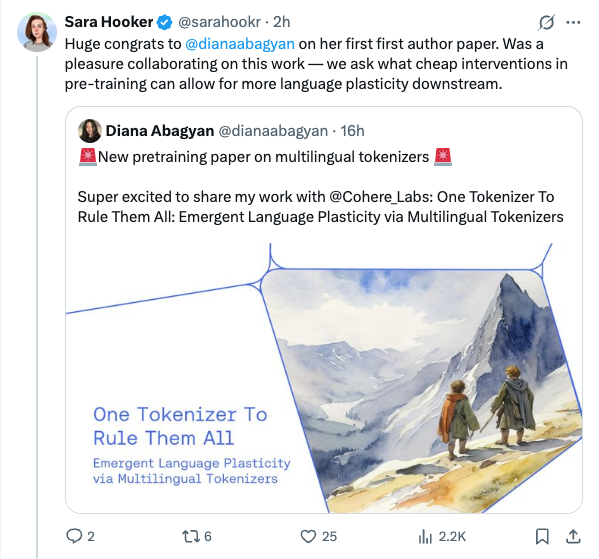 Sara Hooker @sarahookr · 2h
Huge congrats to @dianaabagyan on her first first author paper. Was a
pleasure collaborating on this work — we ask what cheap interventions in
pre-training can allow for more language plasticity downstream.
Diana Abagyan @dianaabagyan · 16h
🚨New pretraining paper on multilingual tokenizers 🚨
Super excited to share my work with @Cohere_Labs: One Tokenizer To
Rule Them All: Emergent Language Plasticity via Multilingual Tokenizers
One Tokenizer To
Rule Them All
Emergent Language Plasticity
via Multilingual Tokenizers
2 6 25 2.2K